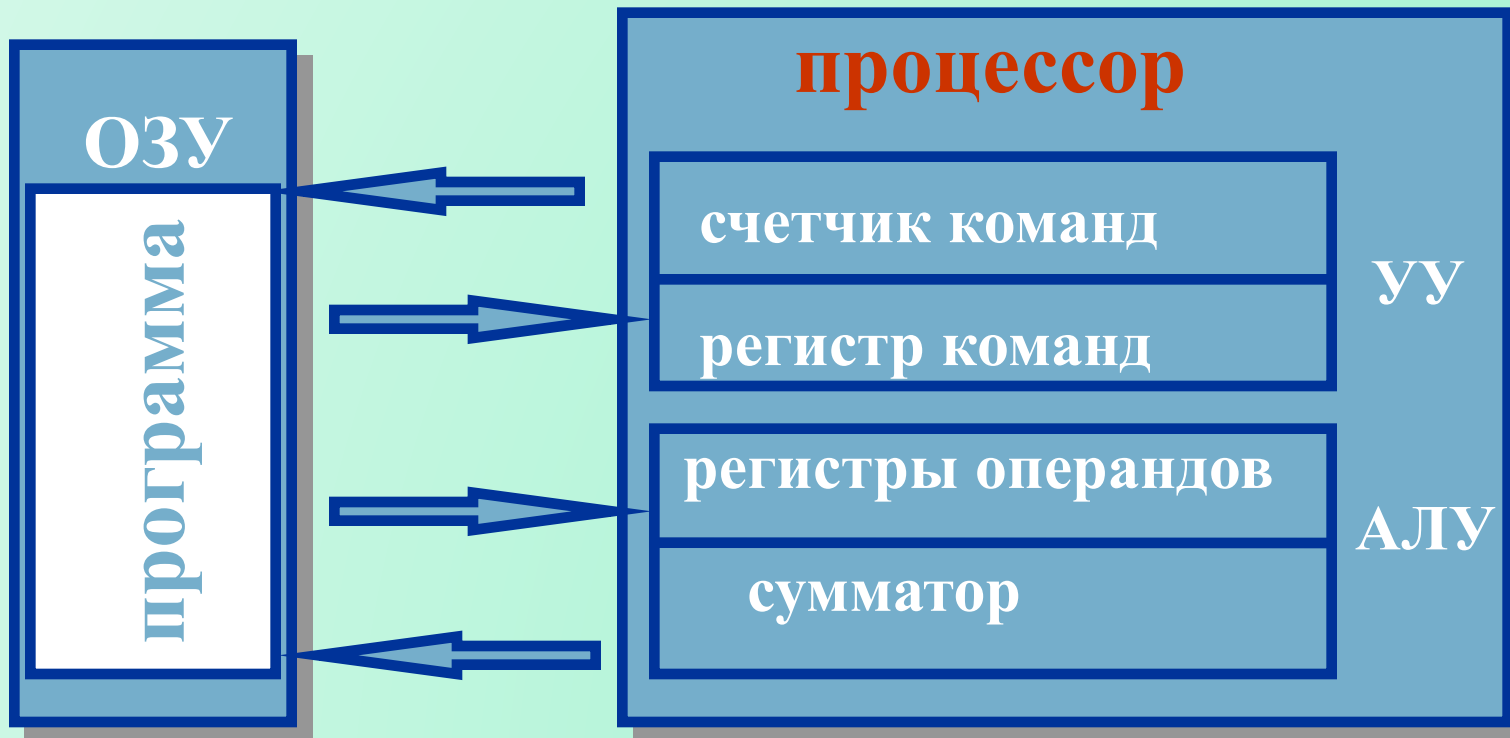 процессор
ОЗУ
программа
счетчик команд
регистр команд
УУ
регистры операндов
сумматор
АЛУ